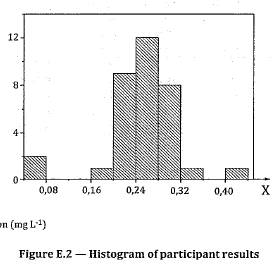 12
8
4
0
0,08 0,16 0,24 0,32 0,40 X
on (mg L-1)
Figure E.2 — Histogram of participant results